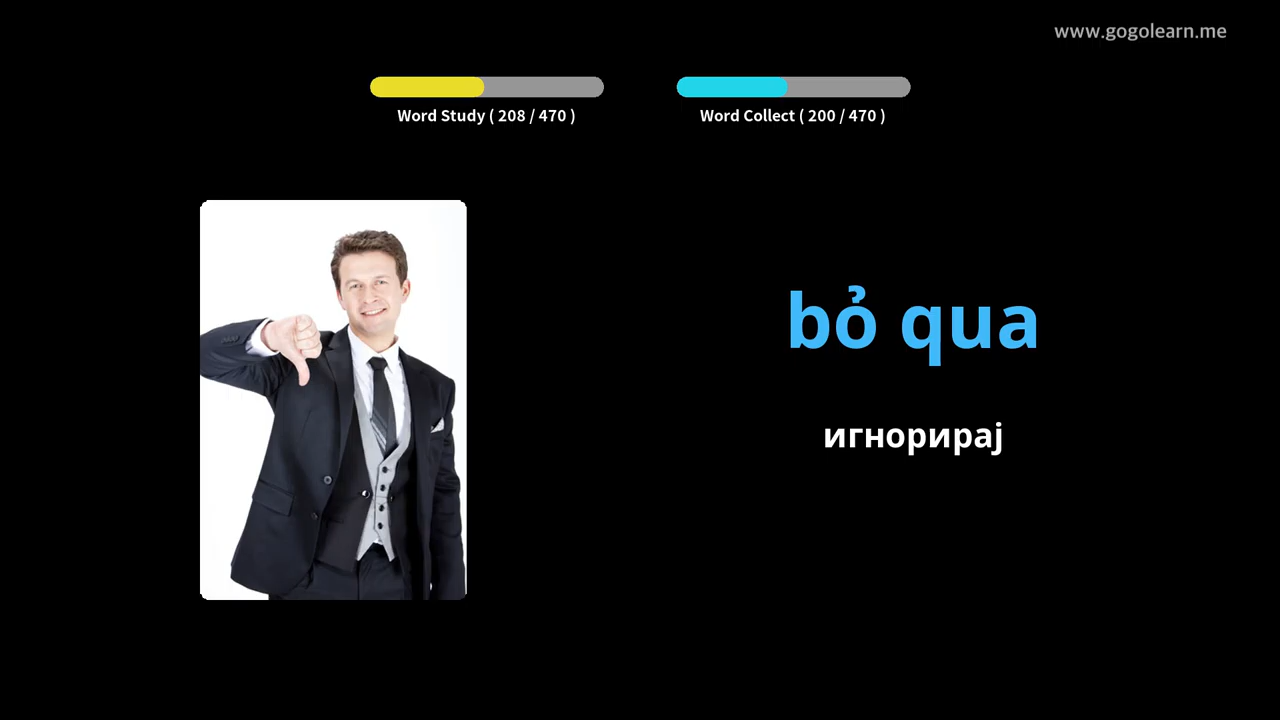 www.gogolearn.me
Word Study ( 208 / 470 )
Word Collect ( 200 / 470 )
bỏ qua
игнорирај